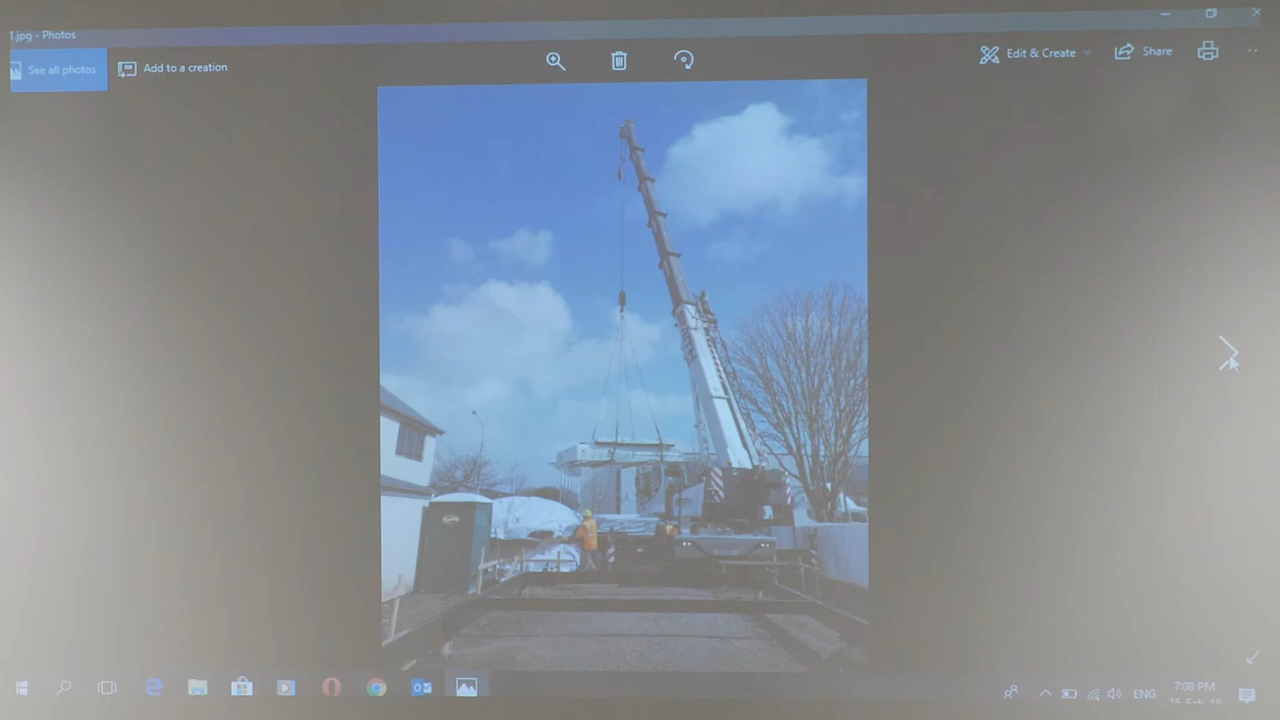 1.jpg - Photos
See all photos
Add to a creation
Edit & Create
Share
ENG
7:08 PM